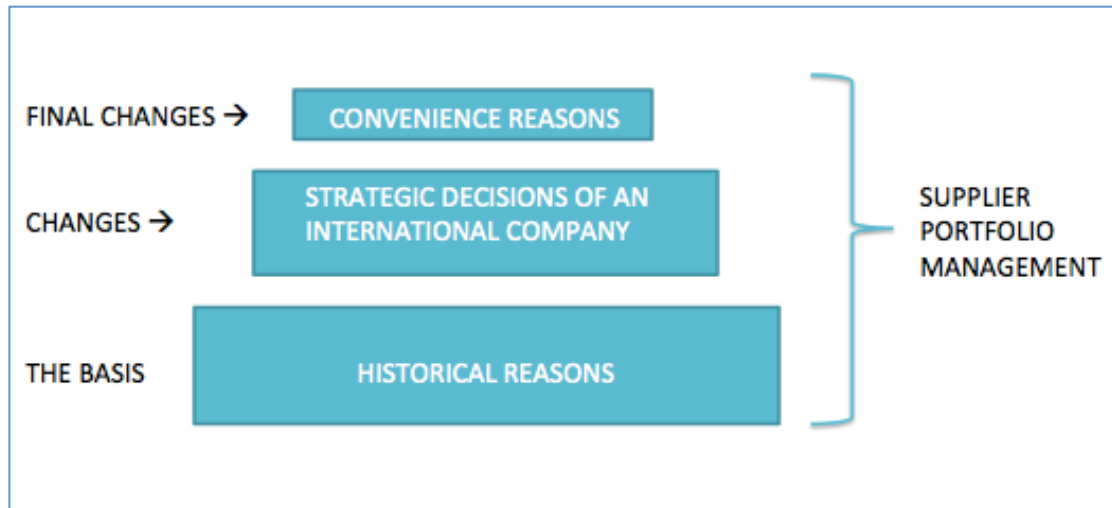 FINAL CHANGES → CONVENIENCE REASONS
CHANGES → STRATEGIC DECISIONS OF AN
INTERNATIONAL COMPANY
THE BASIS HISTORICAL REASONS
SUPPLIER
PORTFOLIO
MANAGEMENT